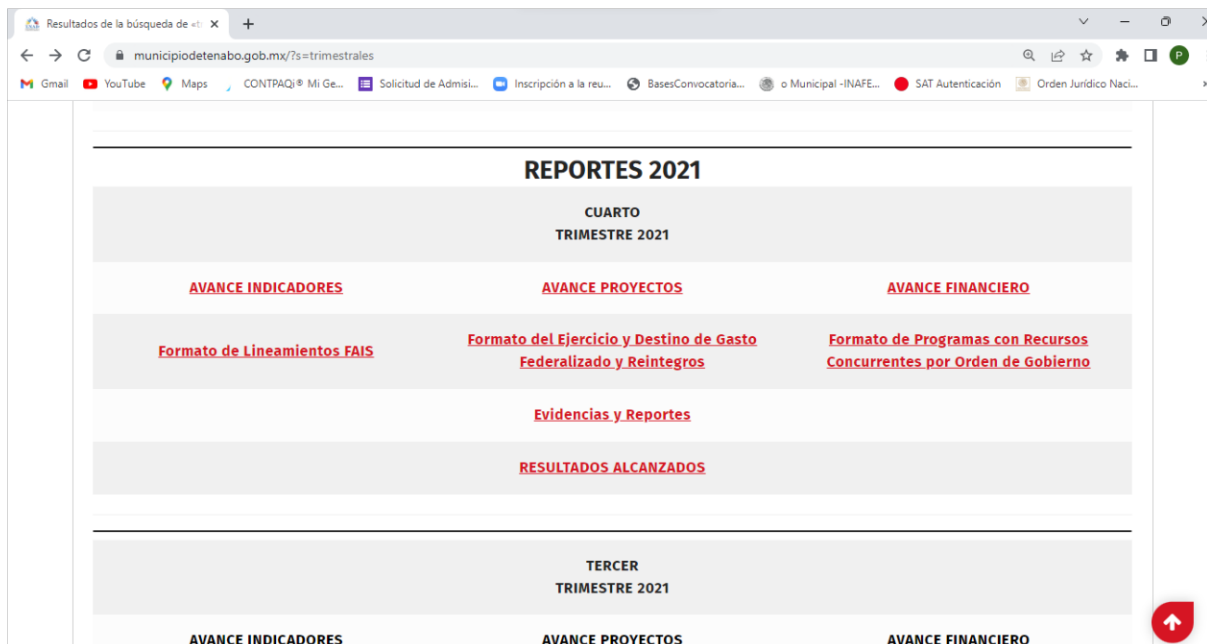 Resultados de la búsqueda de «t
municipiodetenabo.gob.mx/?s=trimestrales
P
Gmail YouTube Maps CONTPAQi® Mi Ge... Solicitud de Admisi... Inscripción a la reu... BasesConvocatoria... o Municipal -INAFE... SAT Autenticación Orden Jurídico Naci...
REPORTES 2021
CUARTO
TRIMESTRE 2021
AVANCE INDICADORES AVANCE PROYECTOS AVANCE FINANCIERO
Formato de Lineamientos FAIS
Formato del Ejercicio y Destino de Gasto
Federalizado y Reintegros
Formato de Programas con Recursos
Concurrentes por Orden de Gobierno
Evidencias y Reportes
RESULTADOS ALCANZADOS
TERCER
TRIMESTRE 2021
AVANCE INDICADORES AVANCE PROYECTOS AVANCE FINANCIERO